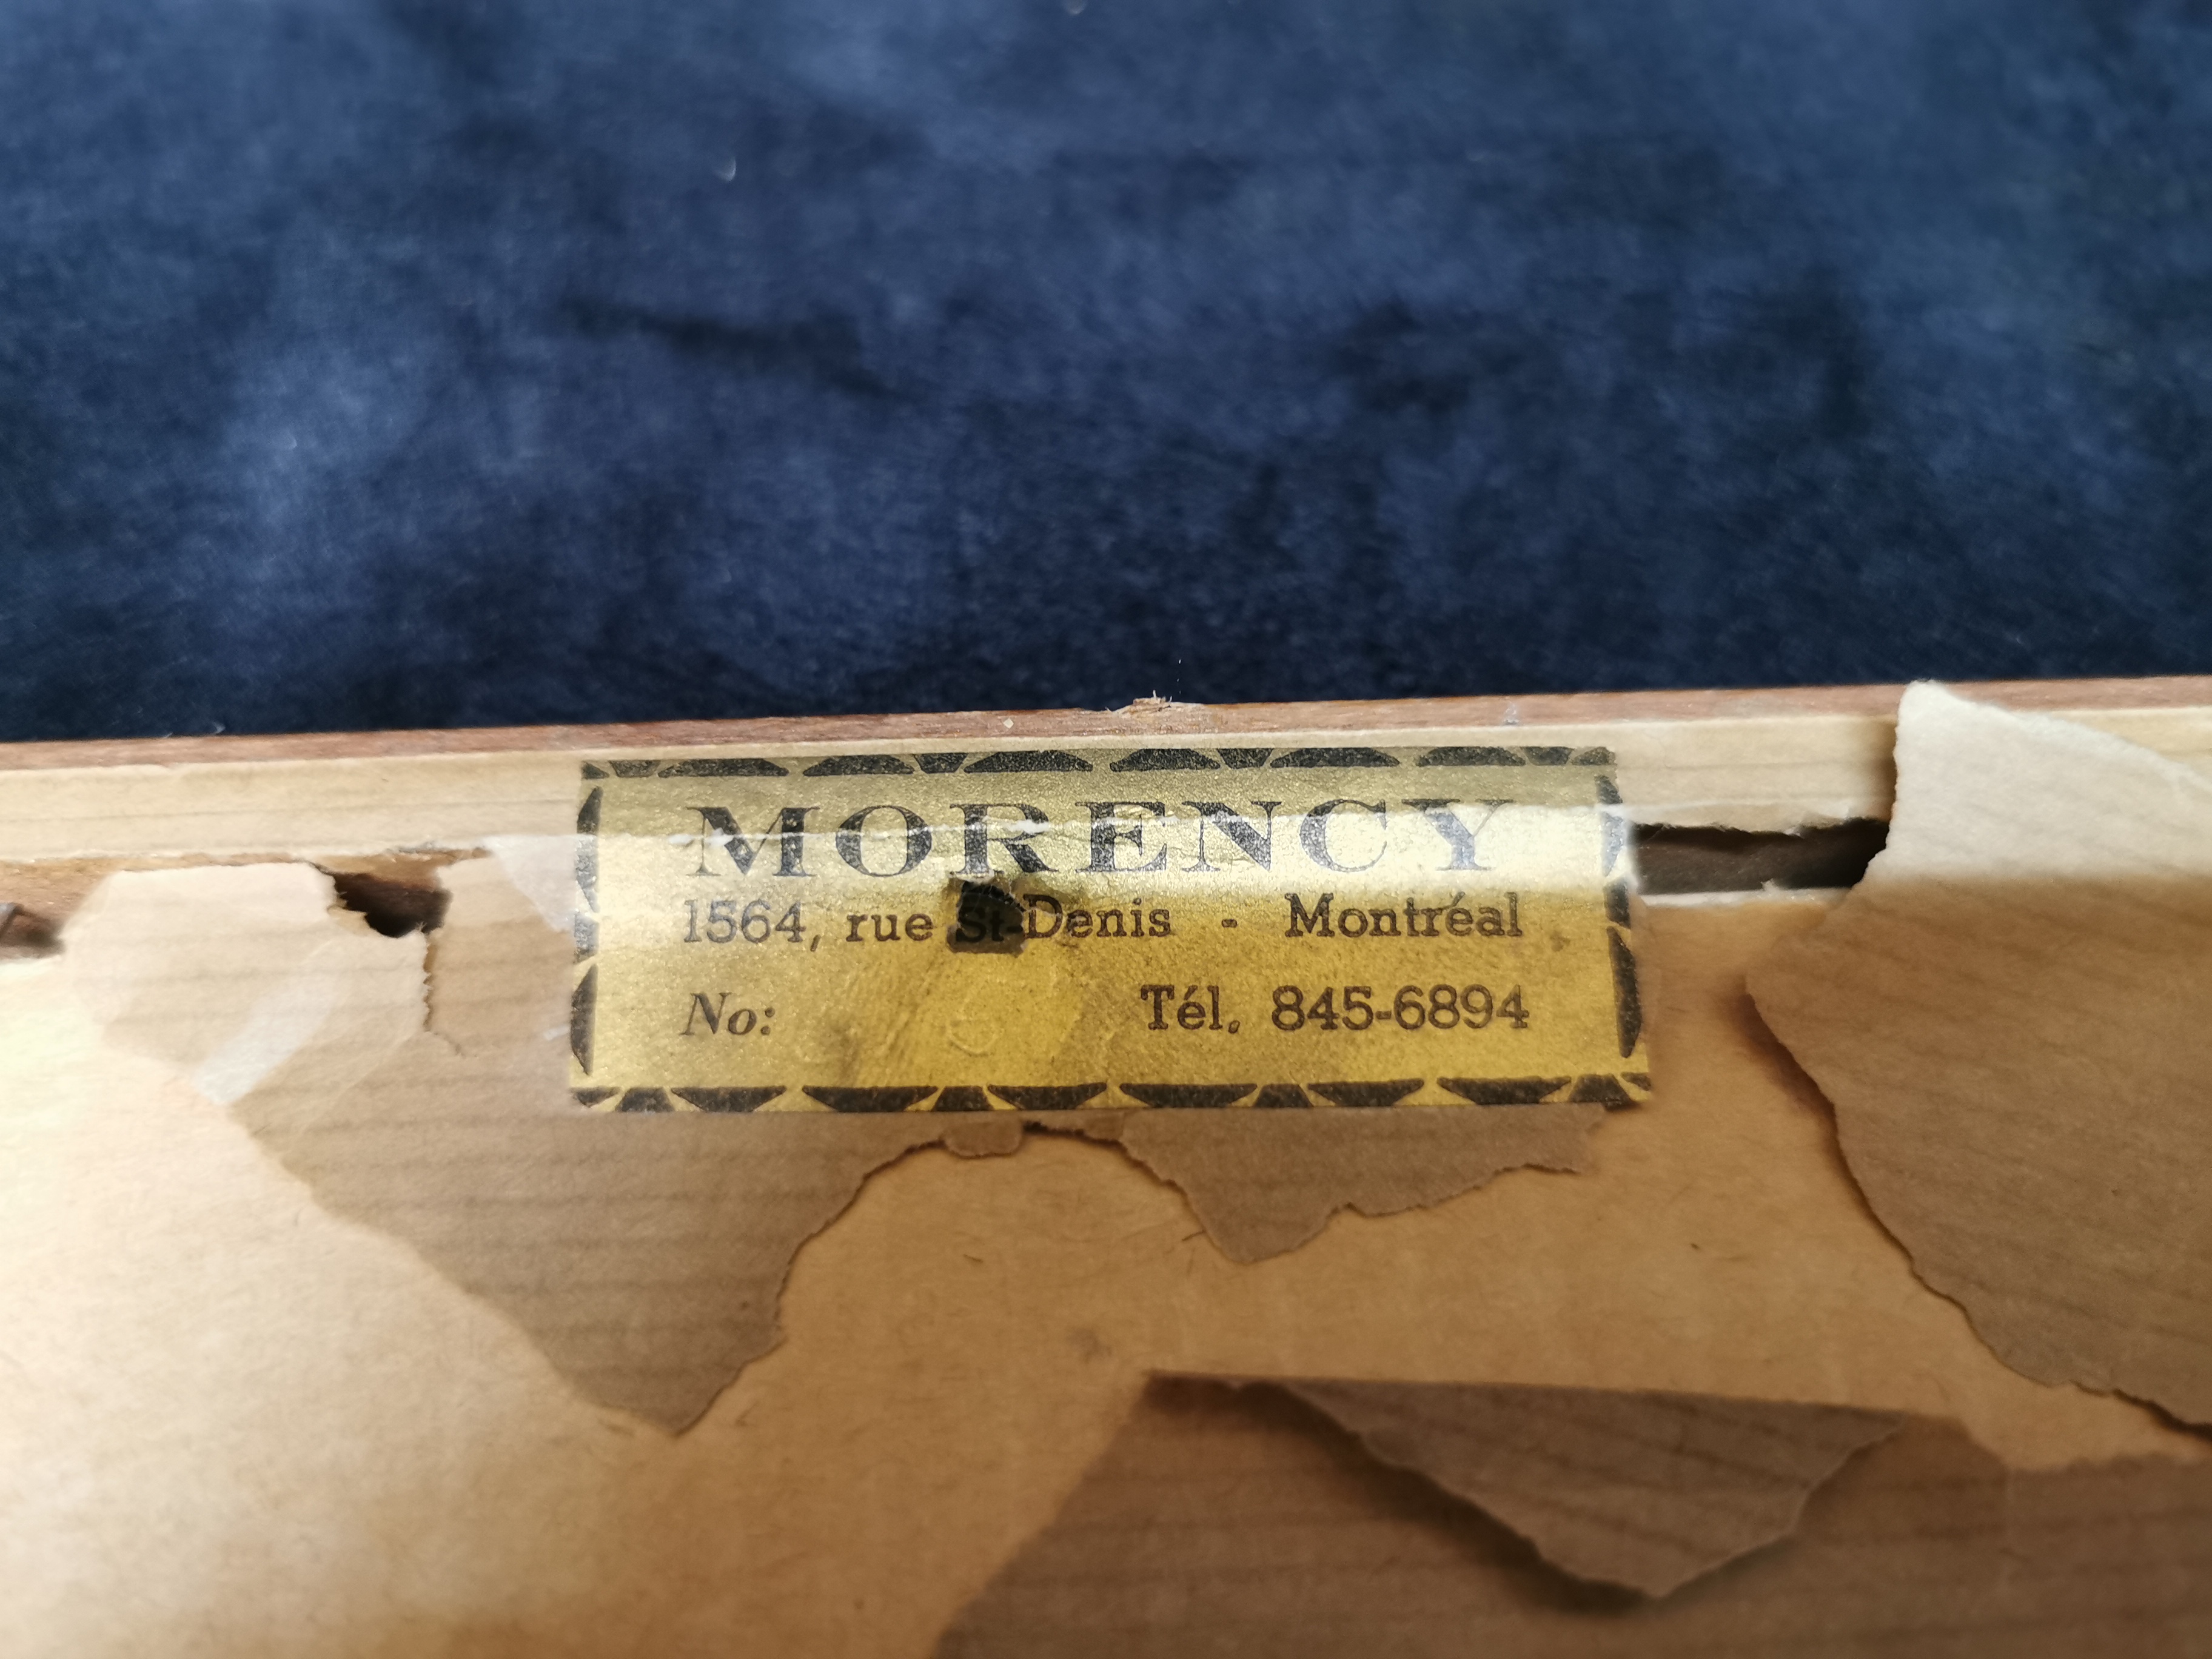 MORENCY
1564, rue St-Denis - Montréal
No: Tél. 845-6894